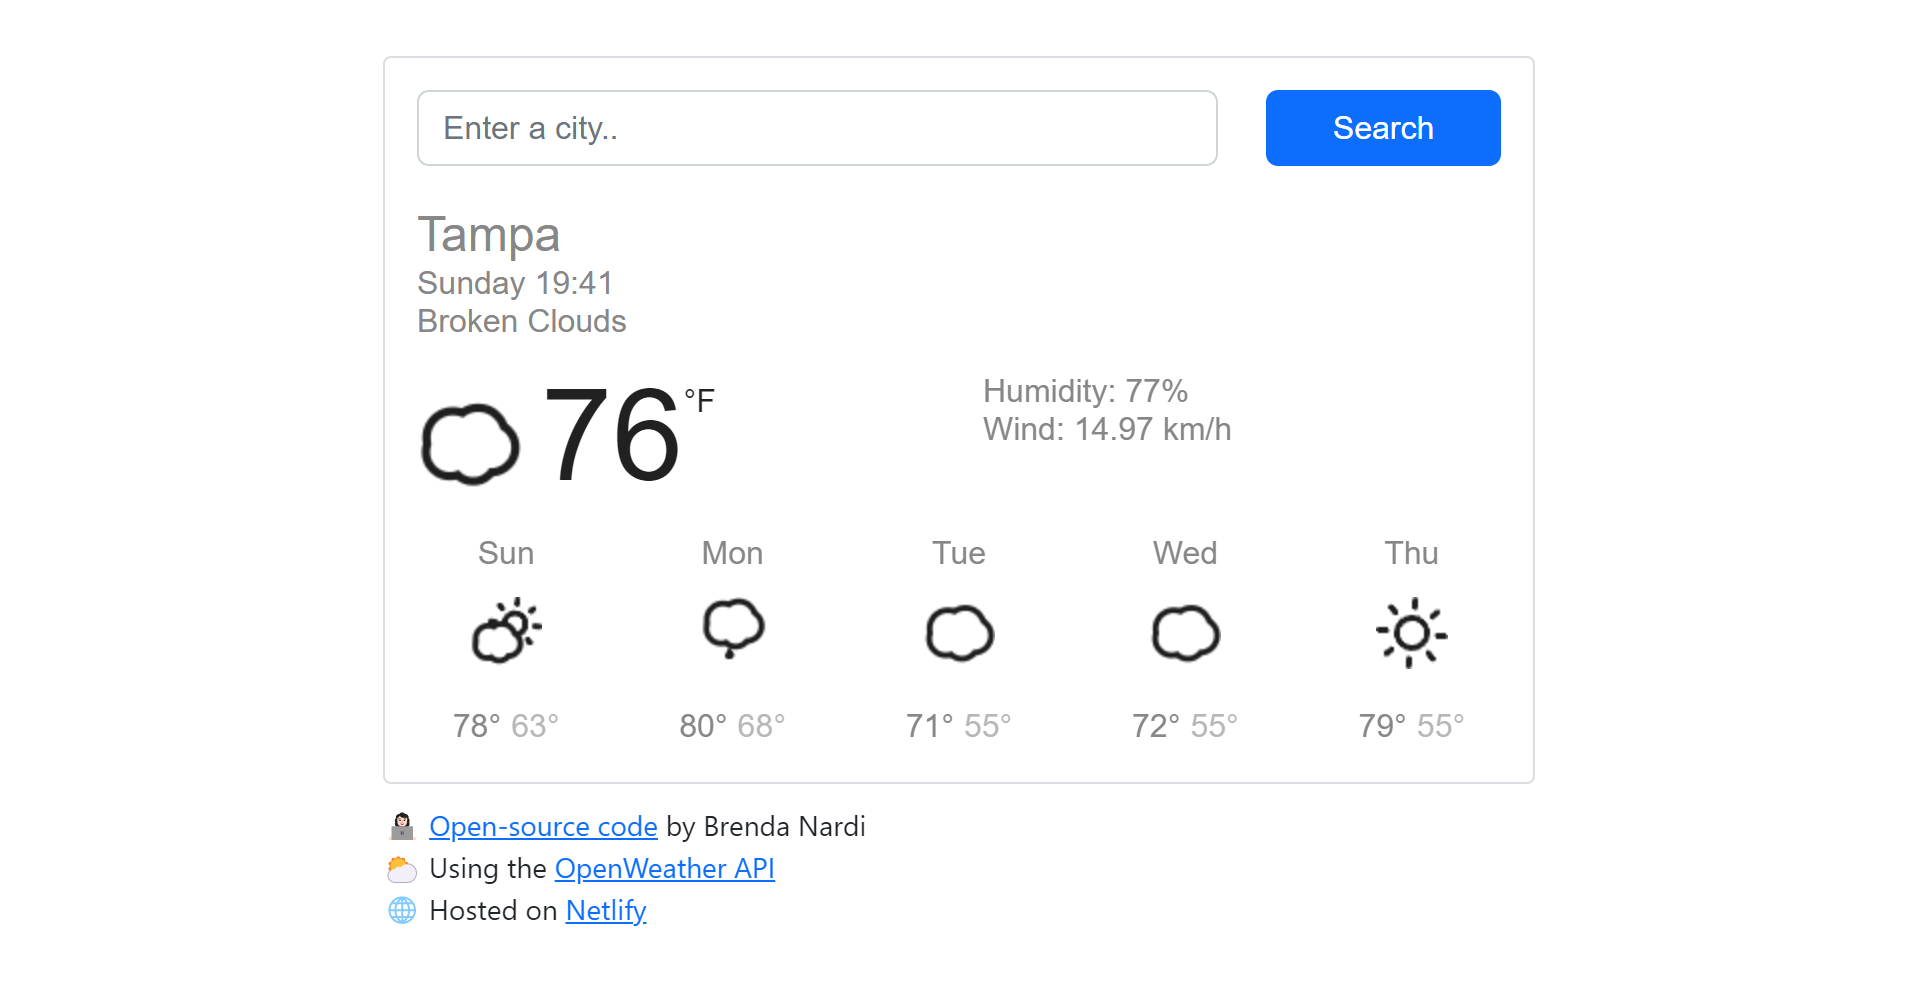 Enter a city..
Search
Tampa
Sunday 19:41
Broken Clouds
76 °F
Humidity: 77%
Wind: 14.97 km/h
Sun Mon Tue Wed Thu
78° 63° 80° 68° 71° 55° 72° 55° 79° 55°
Open-source code by Brenda Nardi
Using the OpenWeather API
Hosted on Netlify